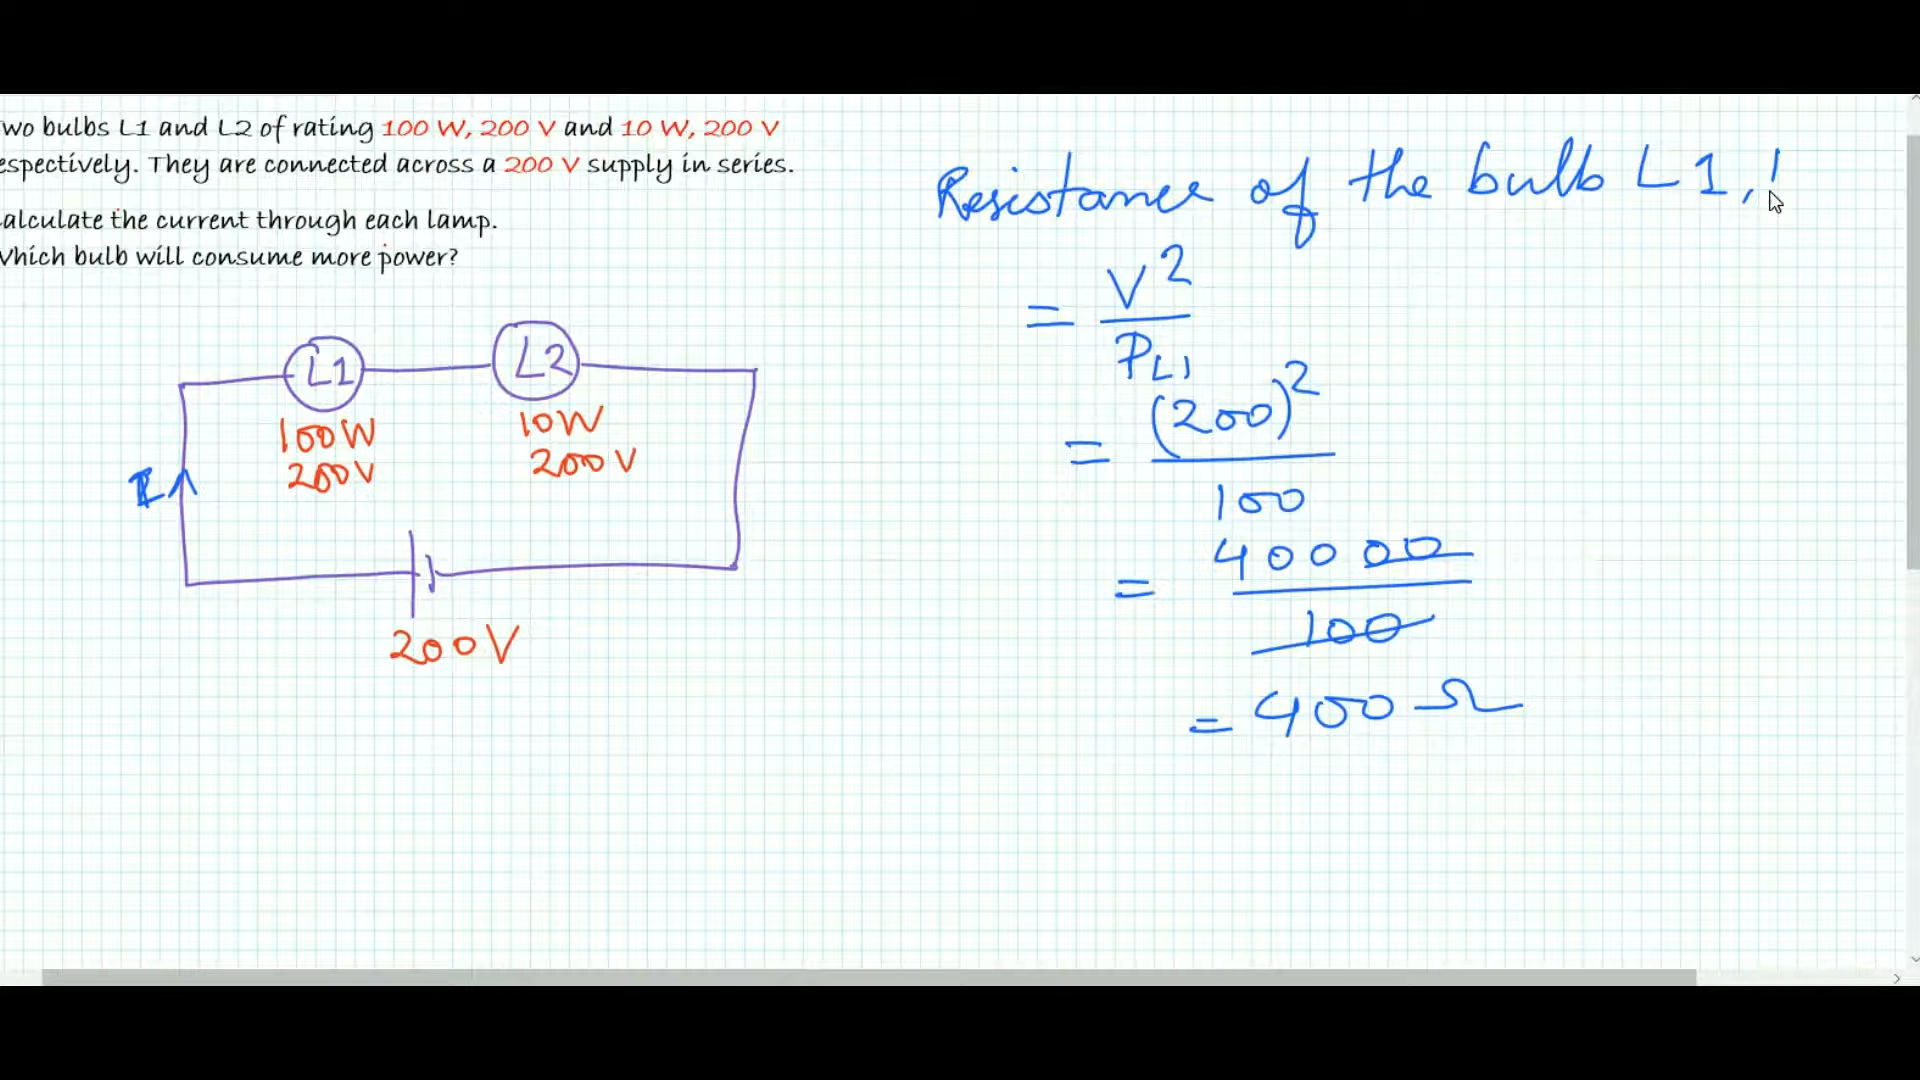 wo bulbs L1 and L2 of rating 100 W, 200 V and 10 W, 200 V
espectively. They are connected across a 200 V supply in series.
alculate the current through each lamp.
Which bulb will consume more power?
L1
L2
100W
200V
10W
200V
I
200V
Resistance of the bulb L1,
= V² / P_L1
= (200)² / 100
= 40000 / 100
= 400 Ω